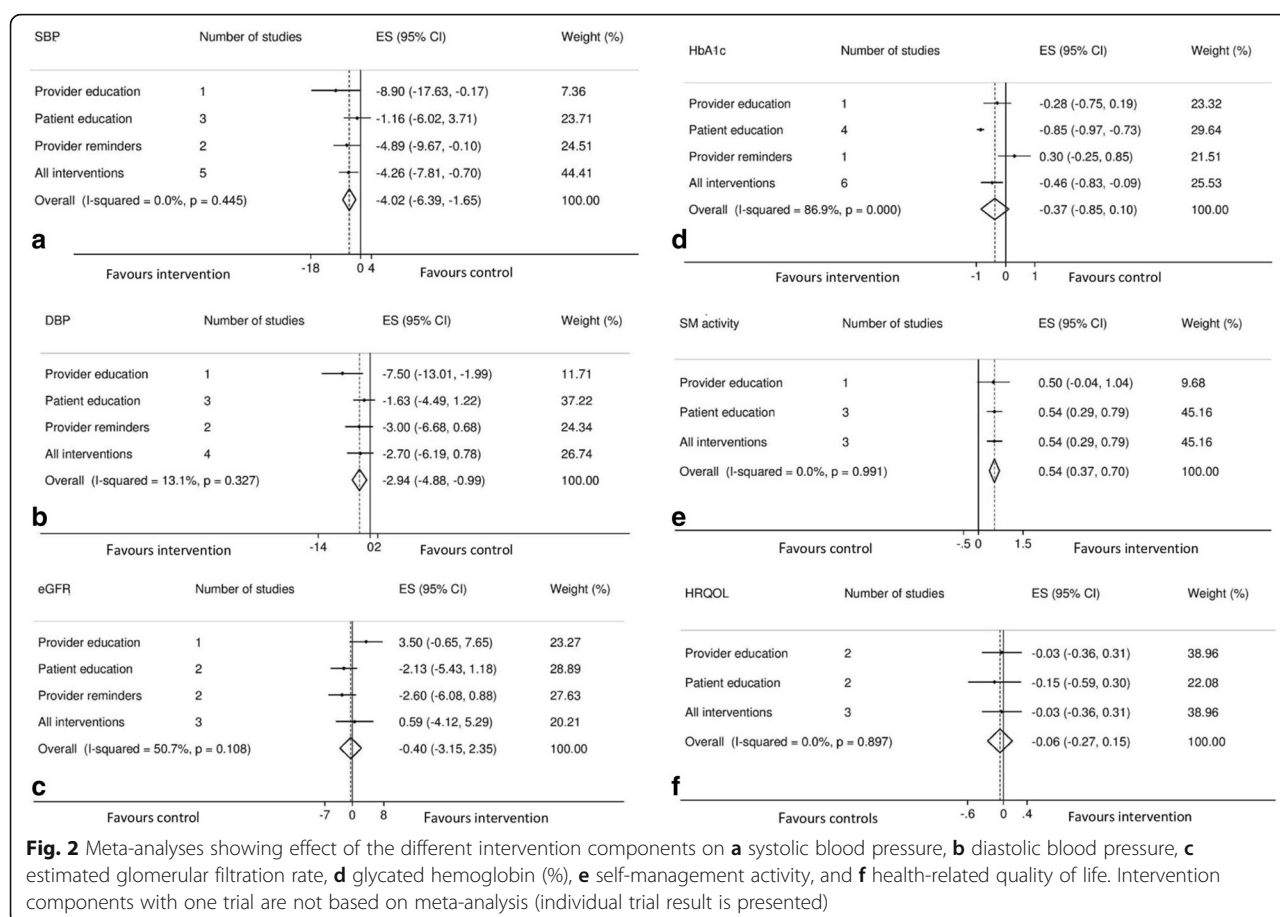 SBP Number of studies ES (95% CI) Weight (%)
Provider education 1 -8.90 (-17.63, -0.17) 7.36
Patient education 3 -1.16 (-6.02, 3.71) 23.71
Provider reminders 2 -4.89 (-9.67, -0.10) 24.51
All interventions 5 -4.26 (-7.81, -0.70) 44.41
Overall (I-squared = 0.0%, p = 0.445) -4.02 (-6.39, -1.65) 100.00
a
-18 0 4
Favours intervention Favours control
DBP Number of studies ES (95% CI) Weight (%)
Provider education 1 -7.50 (-13.01, -1.99) 11.71
Patient education 3 -1.63 (-4.49, 1.22) 37.22
Provider reminders 2 -3.00 (-6.68, 0.68) 24.34
All interventions 4 -2.70 (-6.19, 0.78) 26.74
Overall (I-squared = 13.1%, p = 0.327) -2.94 (-4.88, -0.99) 100.00
b
-14 0 2
Favours intervention Favours control
eGFR Number of studies ES (95% CI) Weight (%)
Provider education 1 3.50 (-0.65, 7.65) 23.27
Patient education 2 -2.13 (-5.43, 1.18) 28.89
Provider reminders 2 -2.60 (-6.08, 0.88) 27.63
All interventions 3 0.59 (-4.12, 5.29) 20.21
Overall (I-squared = 50.7%, p = 0.108) -0.40 (-3.15, 2.35) 100.00
c
-7 0 8
Favours control Favours intervention
HbA1c Number of studies ES (95% CI) Weight (%)
Provider education 1 -0.28 (-0.75, 0.19) 23.32
Patient education 4 -0.85 (-0.97, -0.73) 29.64
Provider reminders 1 0.30 (-0.25, 0.85) 21.51
All interventions 6 -0.46 (-0.83, -0.09) 25.53
Overall (I-squared = 86.9%, p = 0.000) -0.37 (-0.85, 0.10) 100.00
d
-1 0 1
Favours intervention Favours control
SM activity Number of studies ES (95% CI) Weight (%)
Provider education 1 0.50 (-0.04, 1.04) 9.68
Patient education 3 0.54 (0.29, 0.79) 45.16
All interventions 3 0.54 (0.29, 0.79) 45.16
Overall (I-squared = 0.0%, p = 0.991) 0.54 (0.37, 0.70) 100.00
e
-.5 0 1.5
Favours control Favours intervention
HRQOL Number of studies ES (95% CI) Weight (%)
Provider education 2 -0.03 (-0.36, 0.31) 38.96
Patient education 2 -0.15 (-0.59, 0.30) 22.08
All interventions 3 -0.03 (-0.36, 0.31) 38.96
Overall (I-squared = 0.0%, p = 0.897) -0.06 (-0.27, 0.15) 100.00
f
-.6 0 .4
Favours controls Favours intervention
Fig. 2 Meta-analyses showing effect of the different intervention components on a systolic blood pressure, b diastolic blood pressure, c
estimated glomerular filtration rate, d glycated hemoglobin (%), e self-management activity, and f health-related quality of life. Intervention
components with one trial are not based on meta-analysis (individual trial result is presented)